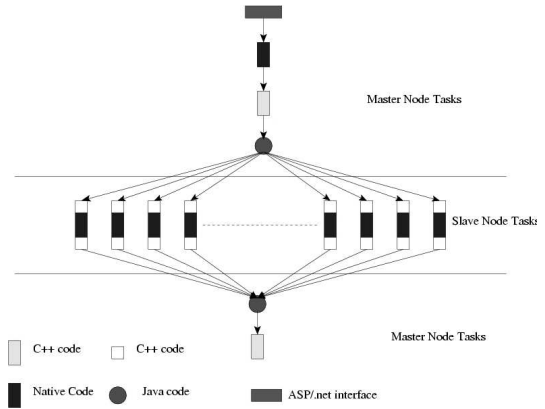 Master Node Tasks
Slave Node Tasks
Master Node Tasks
C++ code
C++ code
Native Code
Java code
ASP/.net interface